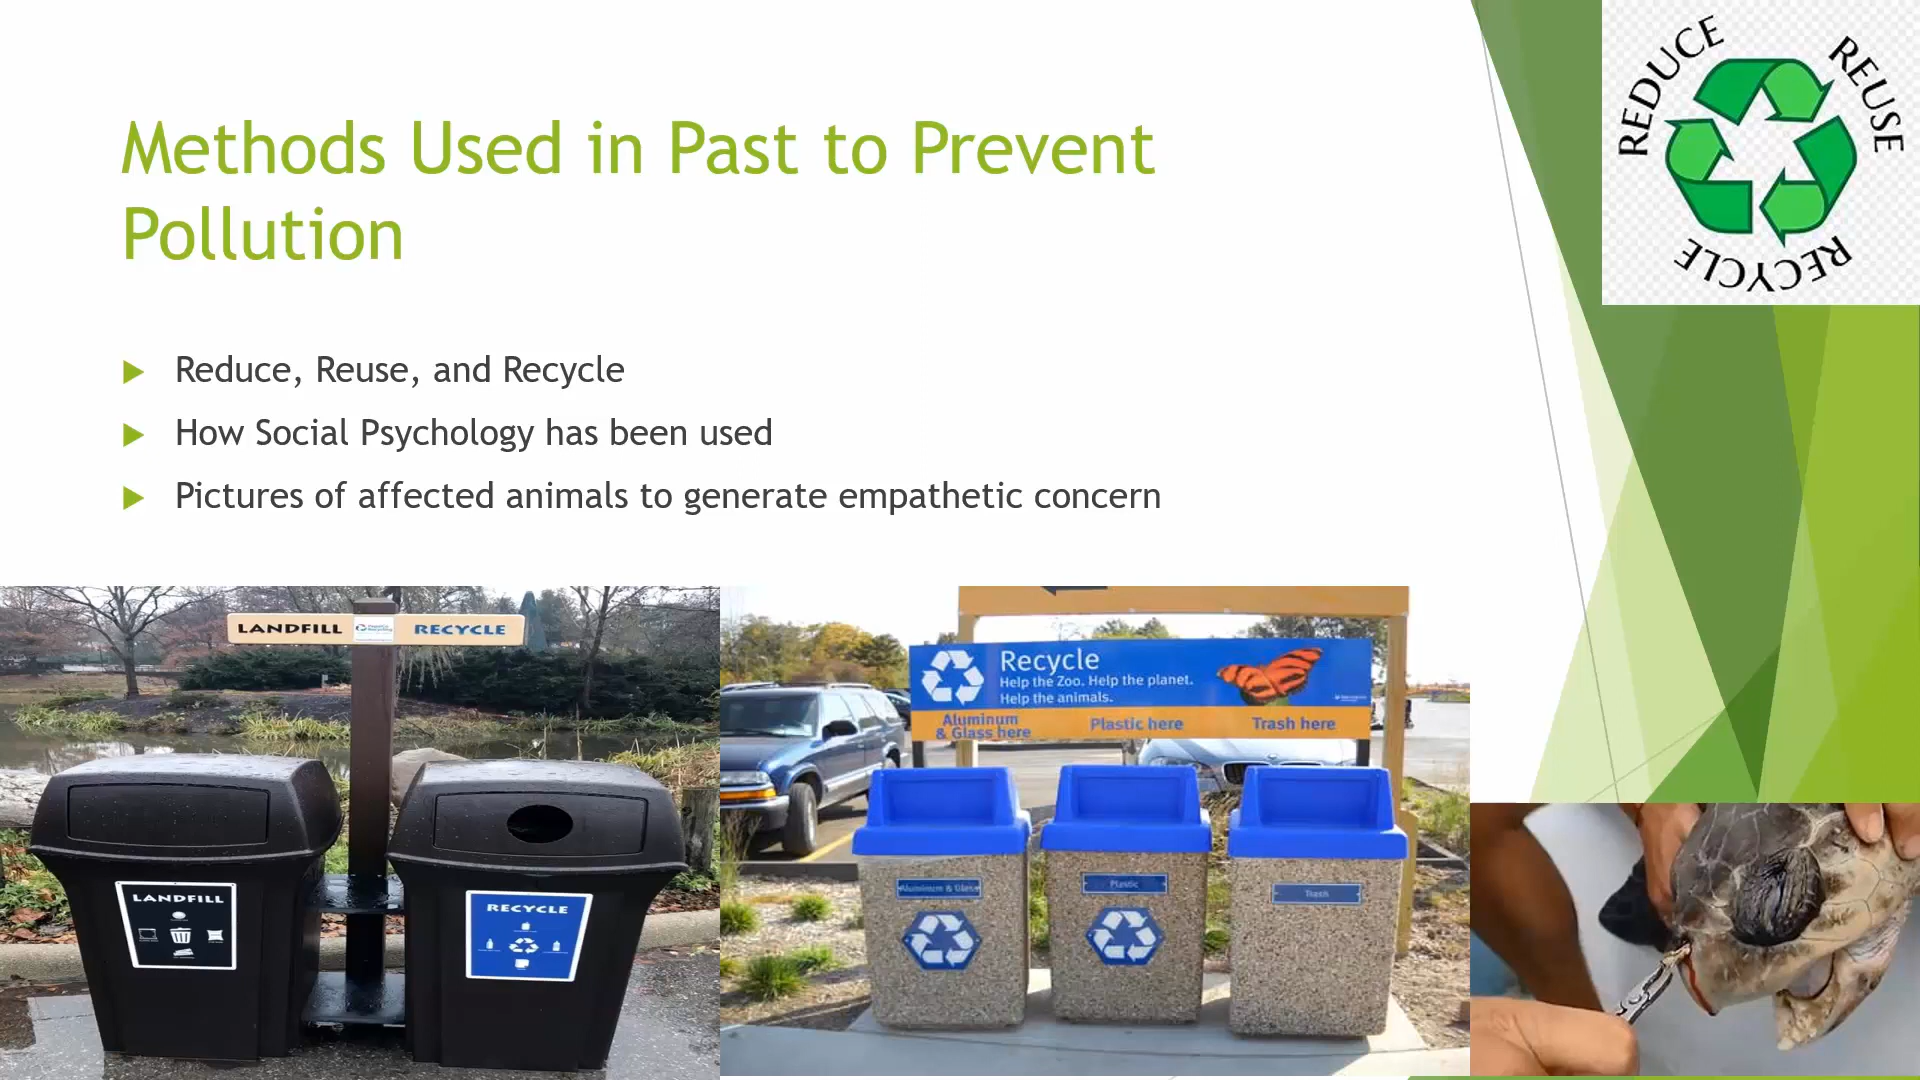 Methods Used in Past to Prevent
Pollution
REDUCE
REUSE
RECYCLE
Reduce, Reuse, and Recycle
How Social Psychology has been used
Pictures of affected animals to generate empathetic concern
LANDFILL
RECYCLE
LANDFILL
RECYCLE
Recycle
Help the Zoo. Help the planet.
Help the animals.
Aluminum
& Glass here
Plastic here
Trash here
Aluminum & Glass
Plastic
Trash